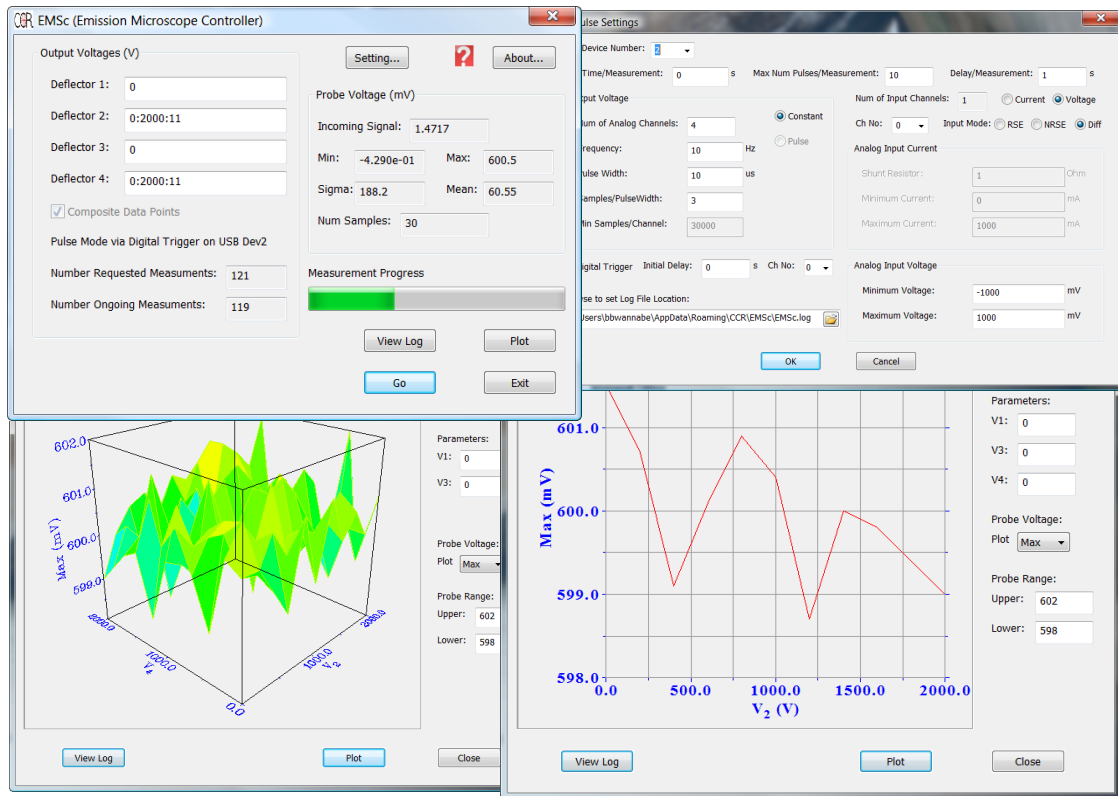 CCR EMSc (Emission Microscope Controller)
Output Voltages (V)
Deflector 1: 0
Deflector 2: 0:2000:11
Deflector 3: 0
Deflector 4: 0:2000:11
Composite Data Points
Pulse Mode via Digital Trigger on USB Dev2
Number Requested Measuments: 121
Number Ongoing Measuments: 119
Setting... ? About...
Probe Voltage (mV)
Incoming Signal: 1.4717
Min: -4.290e-01 Max: 600.5
Sigma: 188.2 Mean: 60.55
Num Samples: 30
Measurement Progress
View Log Plot
Go Exit
ulse Settings
Device Number: 2
Time/Measurement: 0 s Max Num Pulses/Measurement: 10 Delay/Measurement: 1 s
tput Voltage
Num of Input Channels: 1 Current Voltage
Constant
Num of Analog Channels: 4
Ch No: 0 Input Mode: RSE NRSE Diff
Pulse
requency: 10 Hz
Analog Input Current
ulse Width: 10 us
Shunt Resistor: 1 Ohm
amples/PulseWidth: 3
Minimum Current: 0 mA
Min Samples/Channel: 30000
Maximum Current: 1000 mA
igital Trigger Initial Delay: 0 s Ch No: 0
Analog Input Voltage
Minimum Voltage: -1000 mV
wse to set Log File Location:
Users\bbwannabe\AppData\Roaming\CCR\EMSc\EMSc.log
Maximum Voltage: 1000 mV
OK Cancel
602.0
601.0
600.0
599.0
Max (mV)
2000.0
1000.0
V4
0.0
1000.0
V2
2000.0
Parameters:
V1: 0
V3: 0
Probe Voltage:
Plot Max
Probe Range:
Upper: 602
Lower: 598
View Log Plot Close
601.0
600.0
599.0
598.0
Max (mV)
0.0 500.0 1000.0 1500.0 2000.0
V2 (V)
Parameters:
V1: 0
V3: 0
V4: 0
Probe Voltage:
Plot Max
Probe Range:
Upper: 602
Lower: 598
View Log Plot Close